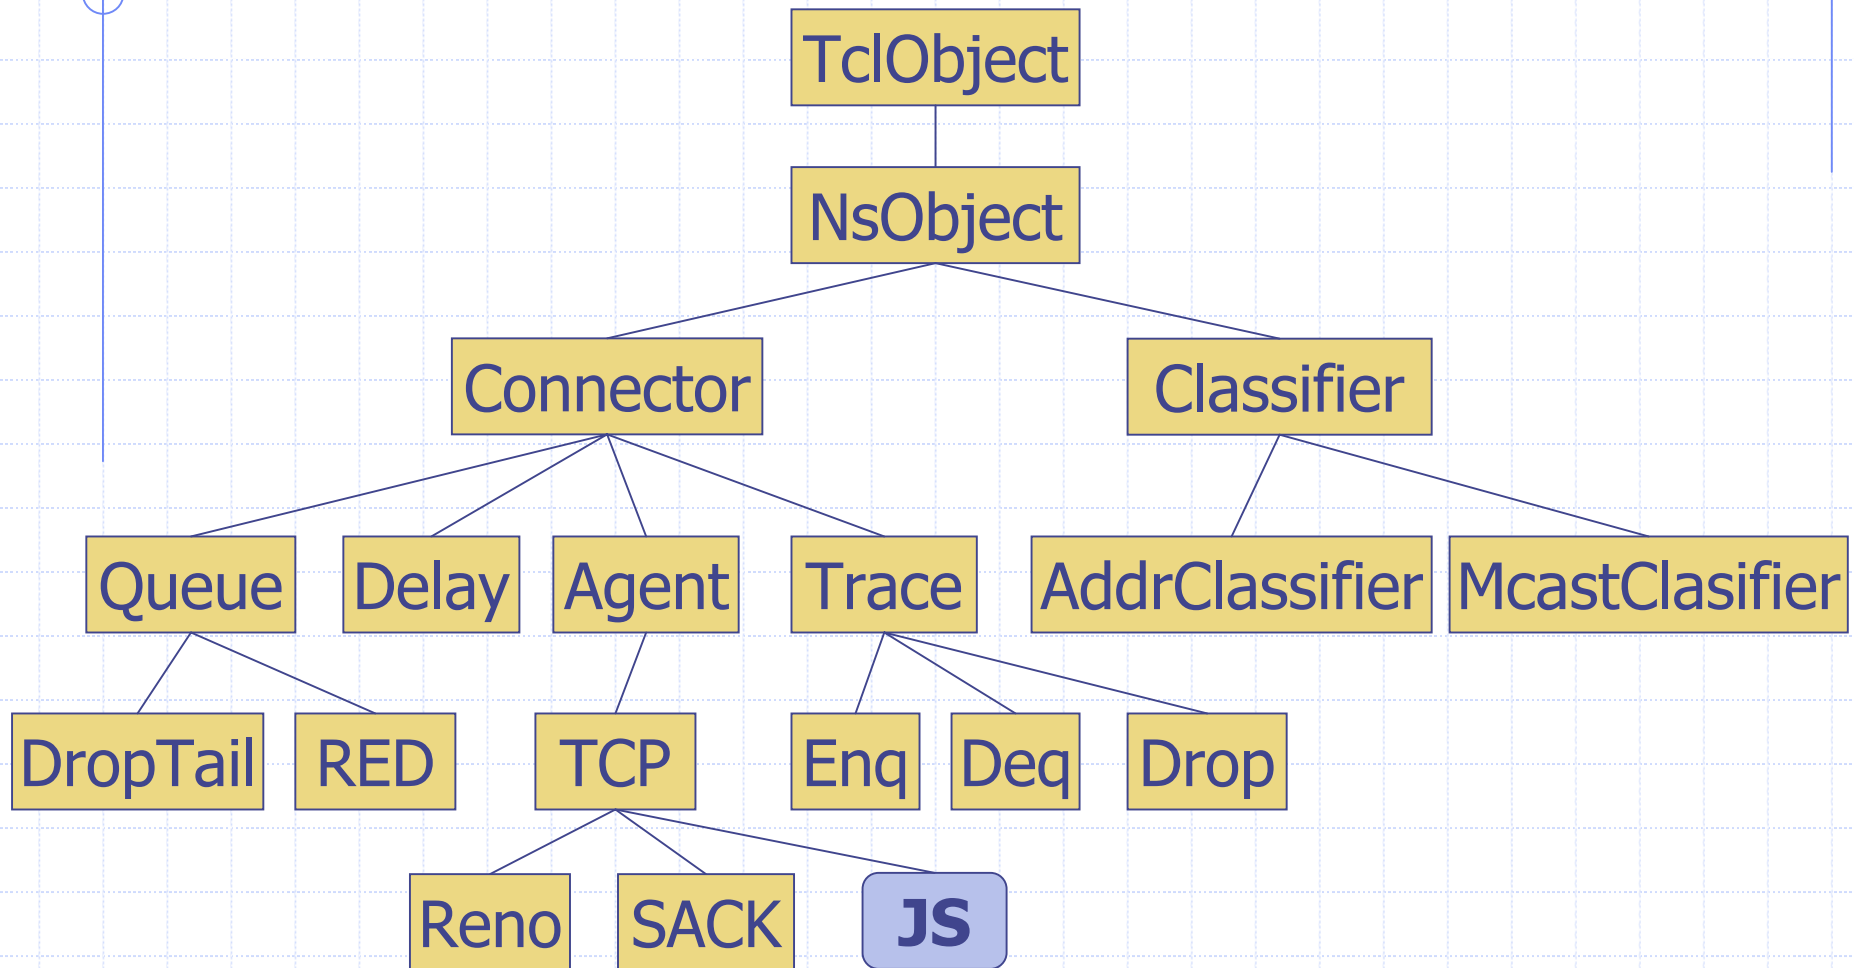 TclObject
NsObject
Connector
Classifier
Queue
Delay
Agent
Trace
AddrClassifier
McastClasifier
DropTail
RED
TCP
Enq
Deq
Drop
Reno
SACK
JS